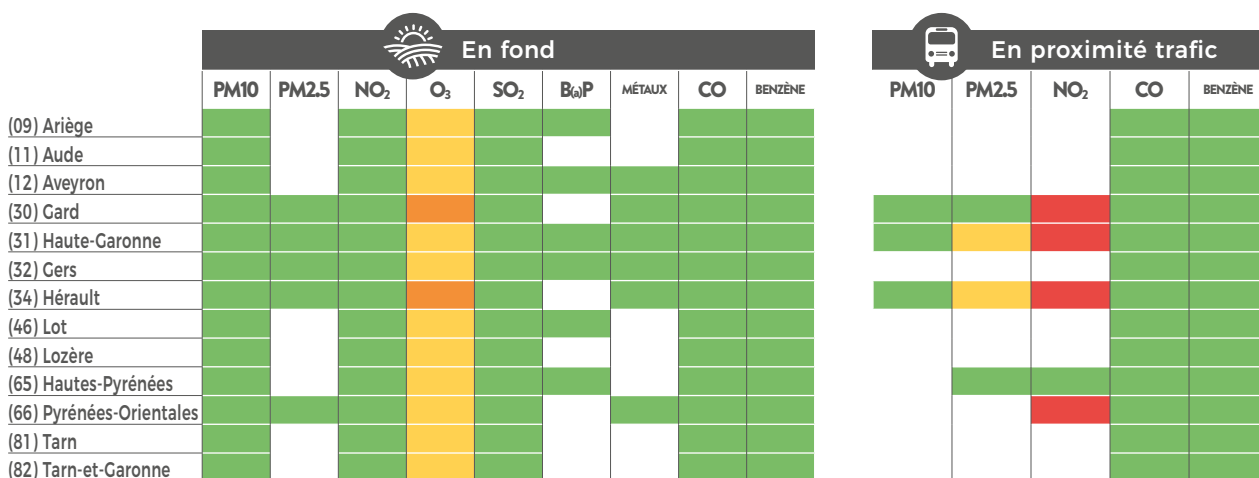 En fond
En proximité trafic
PM10 PM2.5 NO₂ O₃ SO₂ B(a)P MÉTAUX CO BENZÈNE
PM10 PM2.5 NO₂ CO BENZÈNE
(09) Ariège
(11) Aude
(12) Aveyron
(30) Gard
(31) Haute-Garonne
(32) Gers
(34) Hérault
(46) Lot
(48) Lozère
(65) Hautes-Pyrénées
(66) Pyrénées-Orientales
(81) Tarn
(82) Tarn-et-Garonne